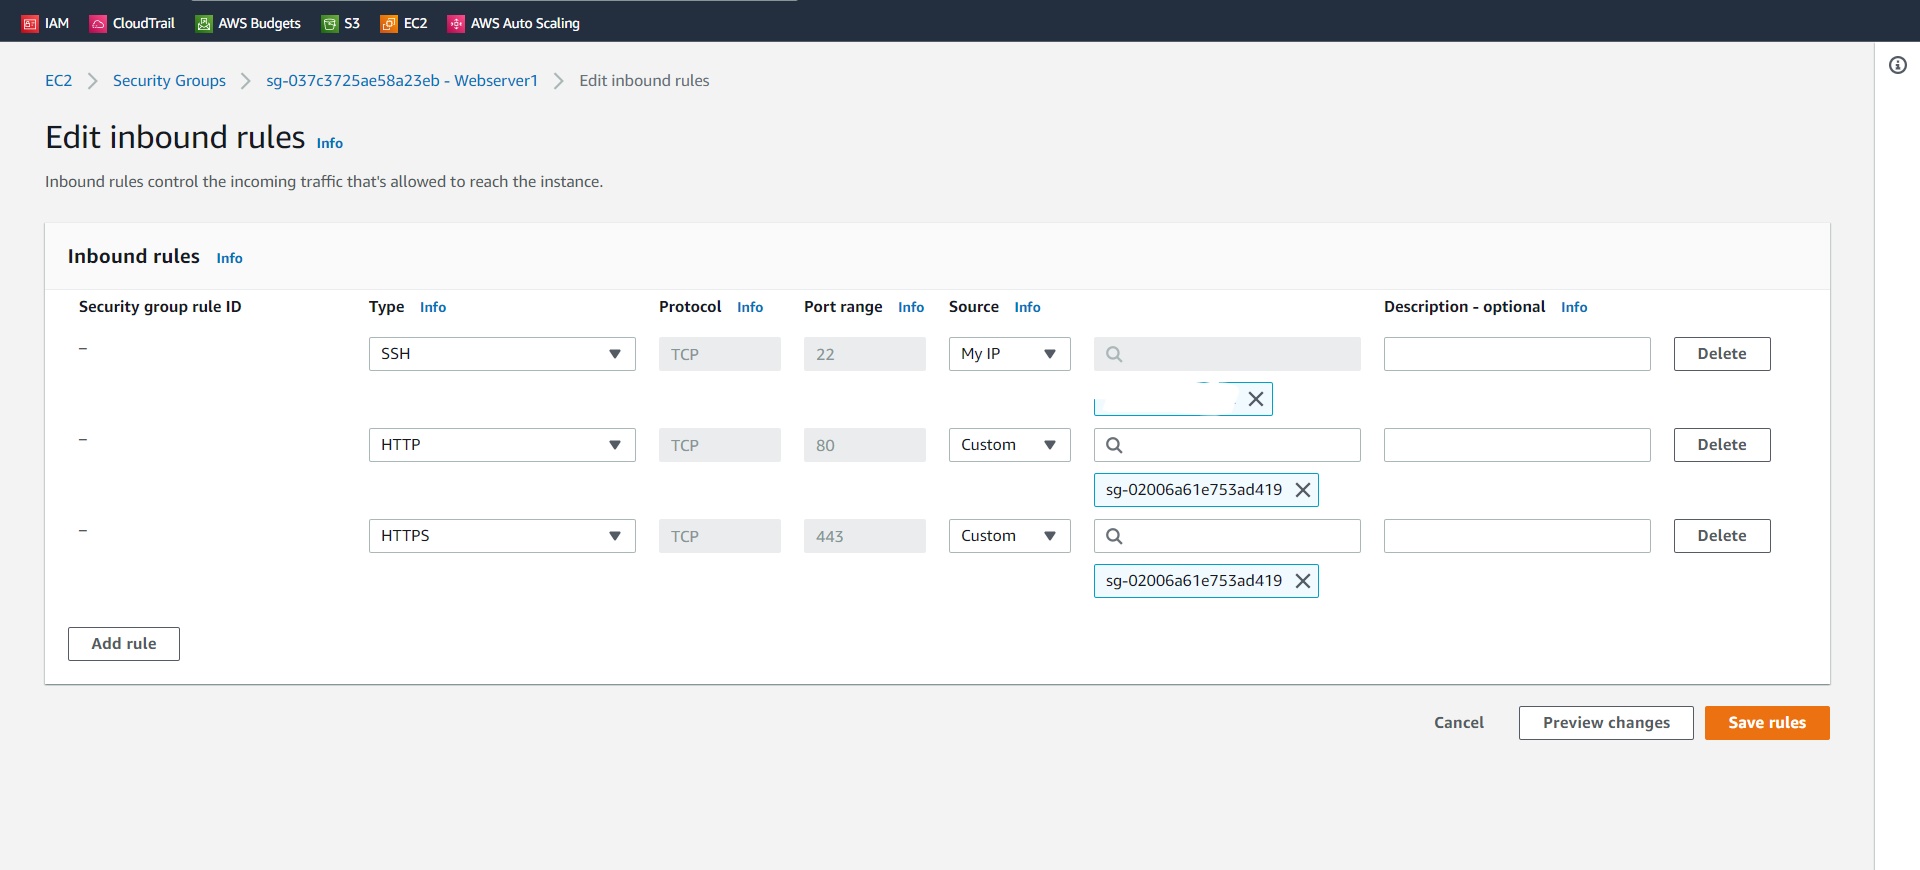 IAM CloudTrail AWS Budgets S3 EC2 AWS Auto Scaling
EC2 Security Groups sg-037c3725ae58a23eb - Webserver1 Edit inbound rules
Edit inbound rules Info
Inbound rules control the incoming traffic that's allowed to reach the instance.
Inbound rules Info
Security group rule ID Type Info Protocol Info Port range Info Source Info Description - optional Info
– SSH TCP 22 My IP Delete
– HTTP TCP 80 Custom Delete
sg-02006a61e753ad419
– HTTPS TCP 443 Custom Delete
sg-02006a61e753ad419
Add rule
Cancel Preview changes Save rules